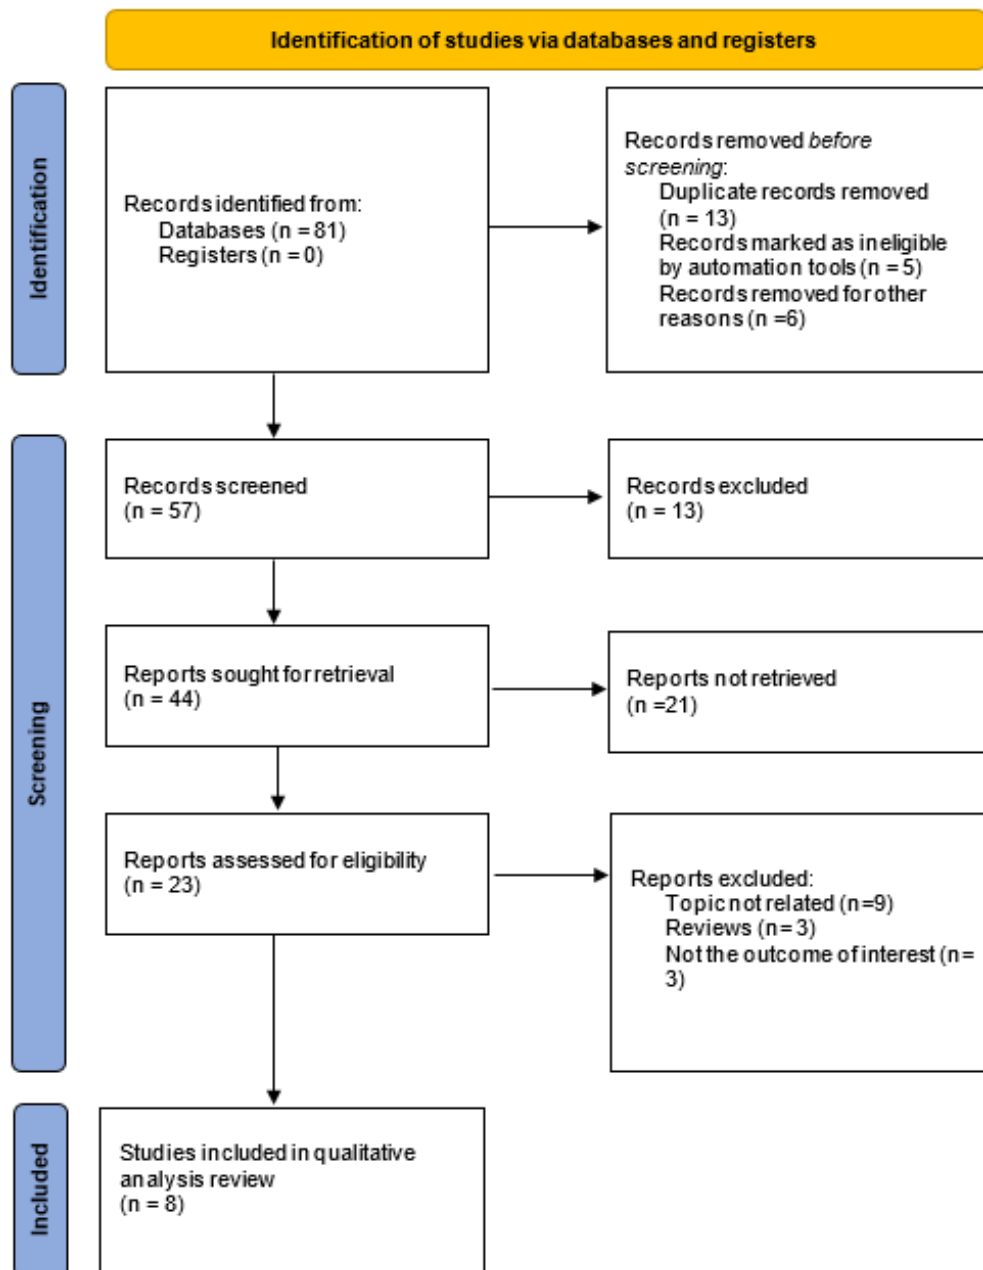 Identification of studies via databases and registers
Identification
Records identified from:
Databases (n = 81)
Registers (n = 0)
Records removed before
screening:
Duplicate records removed
(n = 13)
Records marked as ineligible
by automation tools (n = 5)
Records removed for other
reasons (n =6)
Screening
Records screened
(n = 57)
Records excluded
(n = 13)
Reports sought for retrieval
(n = 44)
Reports not retrieved
(n =21)
Reports assessed for eligibility
(n = 23)
Reports excluded:
Topic not related (n=9)
Reviews (n= 3)
Not the outcome of interest (n=
3)
Included
Studies included in qualitative
analysis review
(n = 8)